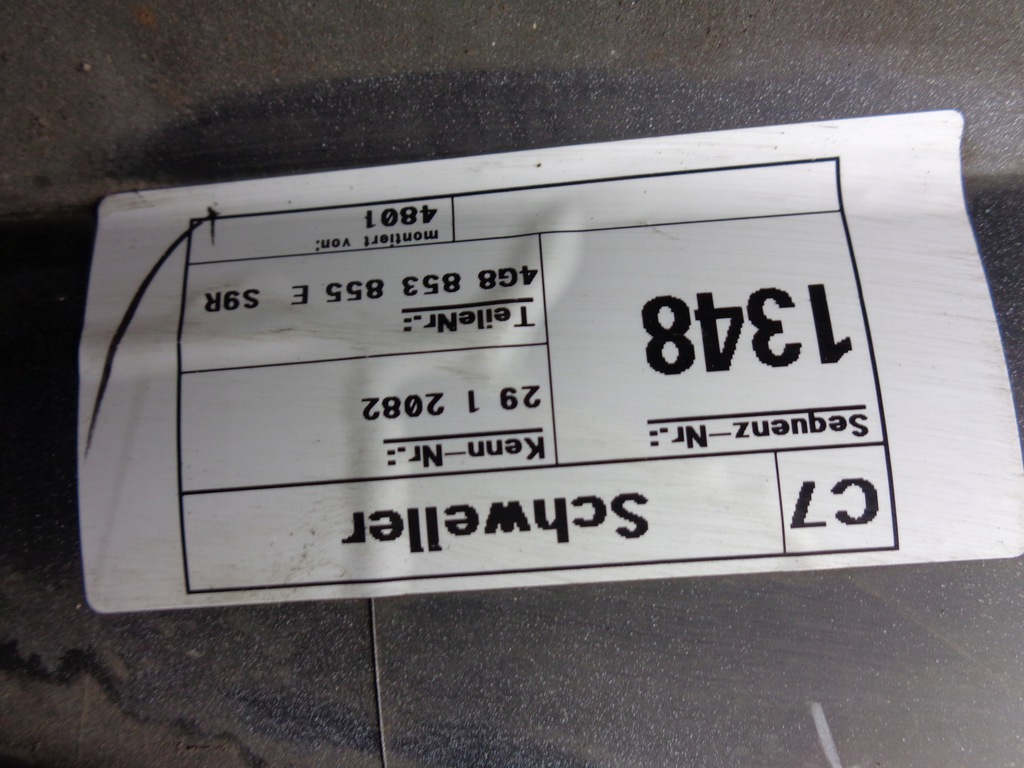 C7 Schweller
Sequenz-Nr.:
1348
Kenn-Nr.:
29 1 2082
TeileNr.:
4G8 853 855 E S9R
montiert von:
4801